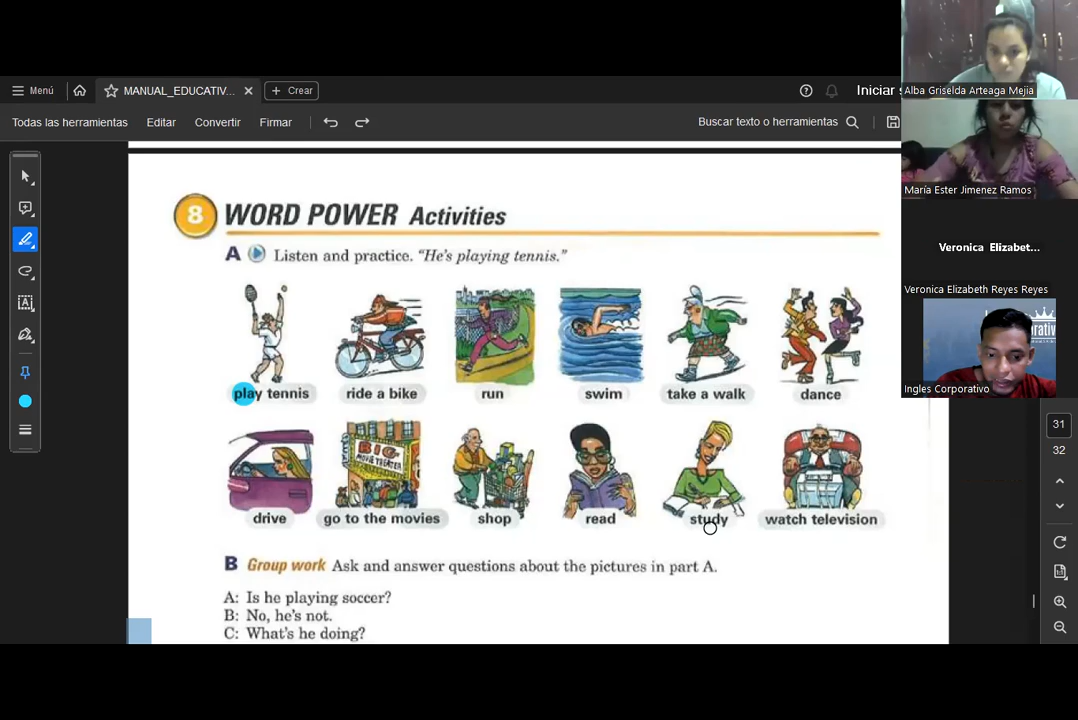 Menú
MANUAL_EDUCATIV...
Crear
Iniciar s
Todas las herramientas
Editar
Convertir
Firmar
Buscar texto o herramientas
8 WORD POWER Activities
A Listen and practice. “He’s playing tennis.”
play tennis
ride a bike
run
swim
take a walk
dance
BIG
MOVIE THEATER
drive
go to the movies
shop
read
study
watch television
B Group work Ask and answer questions about the pictures in part A.
A: Is he playing soccer?
B: No, he’s not.
C: What’s he doing?
Alba Griselda Arteaga Mejia
María Ester Jimenez Ramos
Veronica Elizabet...
Veronica Elizabeth Reyes Reyes
Ingles Corporativo
31
32